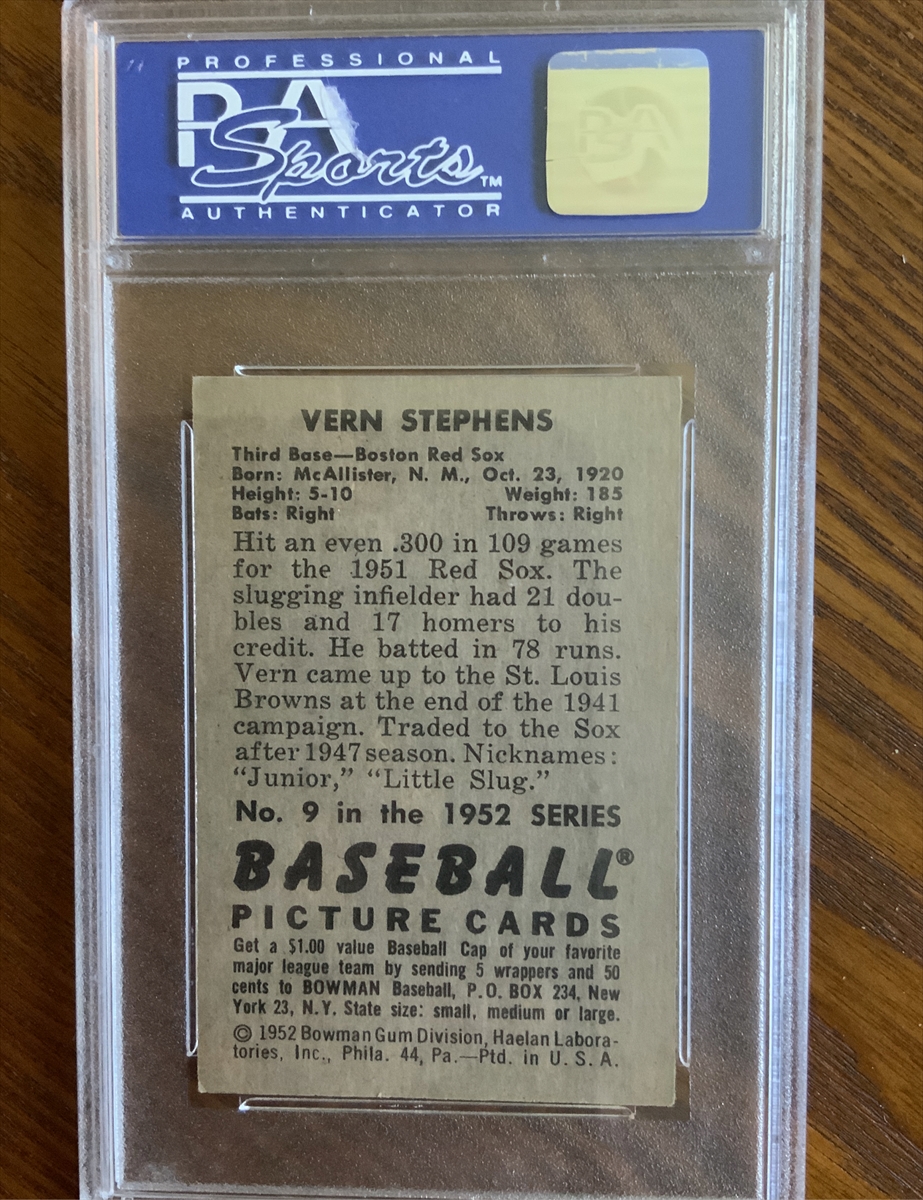 PROFESSIONAL
PSA
Sports™
AUTHENTICATOR
PSA
VERN STEPHENS
Third Base—Boston Red Sox
Born: McAllister, N. M., Oct. 23, 1920
Height: 5-10 Weight: 185
Bats: Right Throws: Right
Hit an even .300 in 109 games
for the 1951 Red Sox. The
slugging infielder had 21 dou-
bles and 17 homers to his
credit. He batted in 78 runs.
Vern came up to the St. Louis
Browns at the end of the 1941
campaign. Traded to the Sox
after 1947 season. Nicknames:
“Junior,” “Little Slug.”
No. 9 in the 1952 SERIES
BASEBALL®
PICTURE CARDS
Get a $1.00 value Baseball Cap of your favorite
major league team by sending 5 wrappers and 50
cents to BOWMAN Baseball, P.O. BOX 234, New
York 23, N.Y. State size: small, medium or large.
© 1952 Bowman Gum Division, Haelan Labora-
tories, Inc., Phila. 44, Pa.—Ptd. in U. S. A.